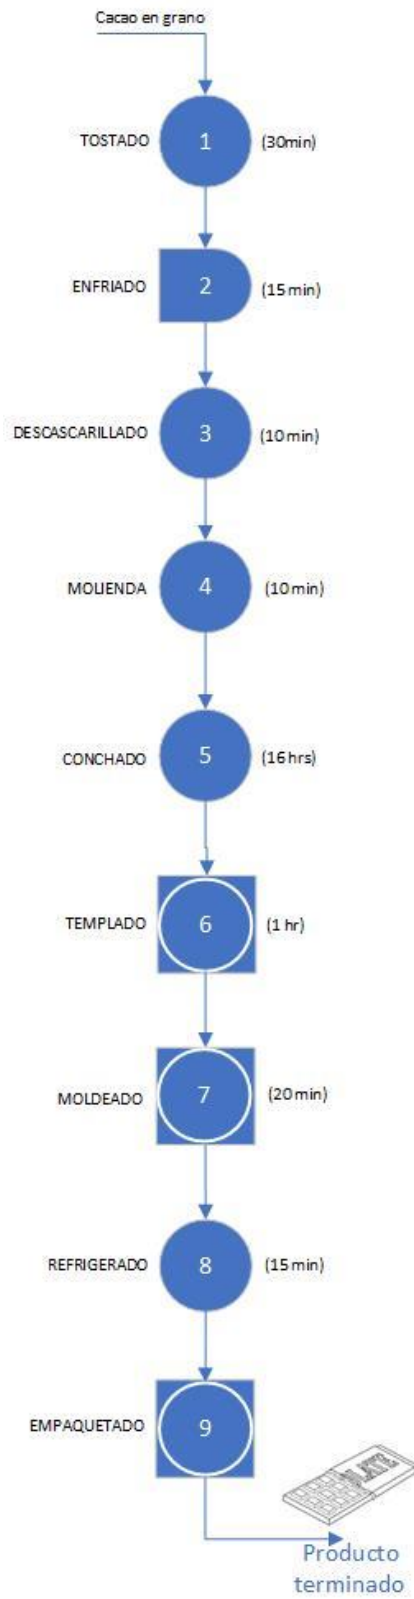 Cacao en grano
TOSTADO 1 (30min)
ENFRIADO 2 (15 min)
DESCASCARILLADO 3 (10 min)
MOLIENDA 4 (10 min)
CONCHADO 5 (16 hrs)
TEMPLADO 6 (1 hr)
MOLDEADO 7 (20 min)
REFRIGERADO 8 (15 min)
EMPAQUETADO 9
Producto
terminado